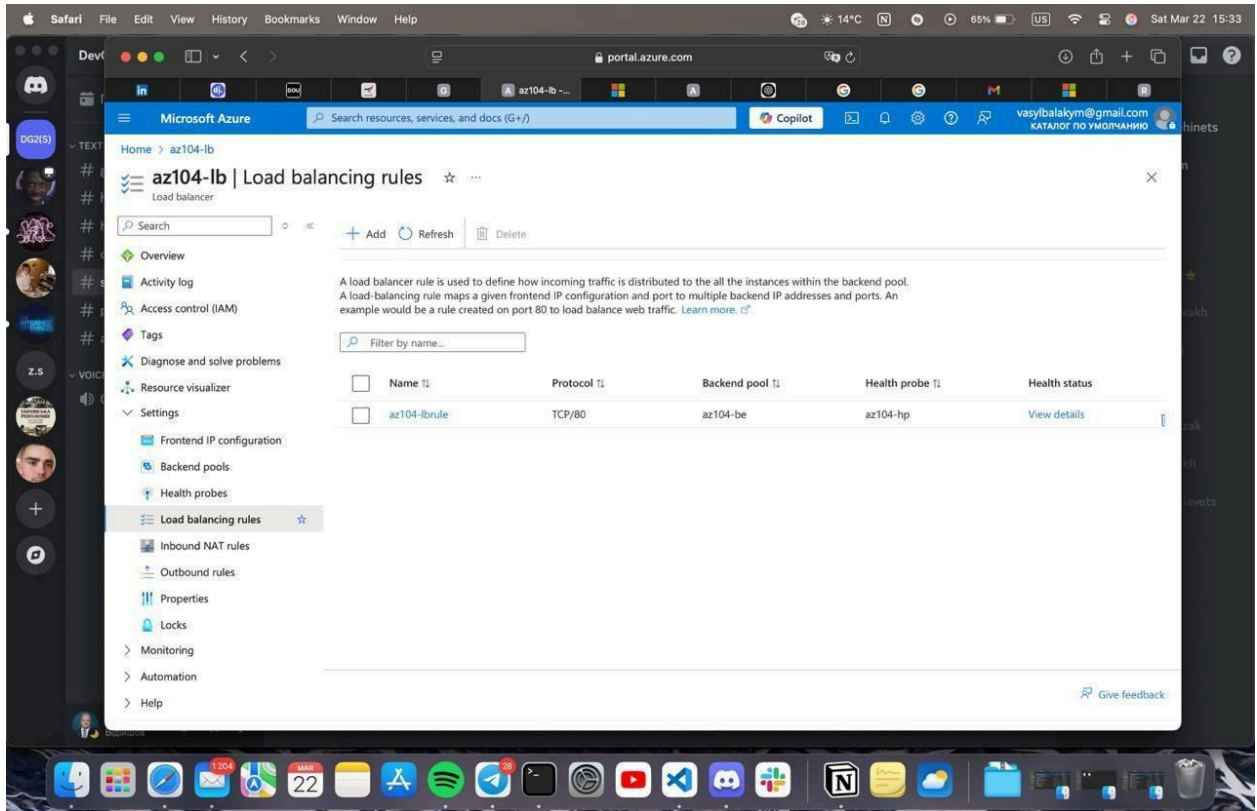 Safari File Edit View History Bookmarks Window Help
14°C 65% US Sat Mar 22 15:33
portal.azure.com
in dj. DOU G A az104-lb -... A G G M R
Microsoft Azure
Search resources, services, and docs (G+/)
Copilot
vasylbalakym@gmail.com
КАТАЛОГ ПО УМОЛЧАНИЮ
Home > az104-lb
az104-lb | Load balancing rules
Load balancer
Search
Add Refresh Delete
Overview
Activity log
Access control (IAM)
Tags
Diagnose and solve problems
Resource visualizer
Settings
Frontend IP configuration
Backend pools
Health probes
Load balancing rules
Inbound NAT rules
Outbound rules
Properties
Locks
Monitoring
Automation
Help
A load balancer rule is used to define how incoming traffic is distributed to the all the instances within the backend pool.
A load-balancing rule maps a given frontend IP configuration and port to multiple backend IP addresses and ports. An
example would be a rule created on port 80 to load balance web traffic. Learn more.
Filter by name...
Name Protocol Backend pool Health probe Health status
az104-lbrule TCP/80 az104-be az104-hp View details
Give feedback
DG2(S)
TEXT
Z.S
VOIC
hinets
zak
kh
iavets
1204
MAR
22
28